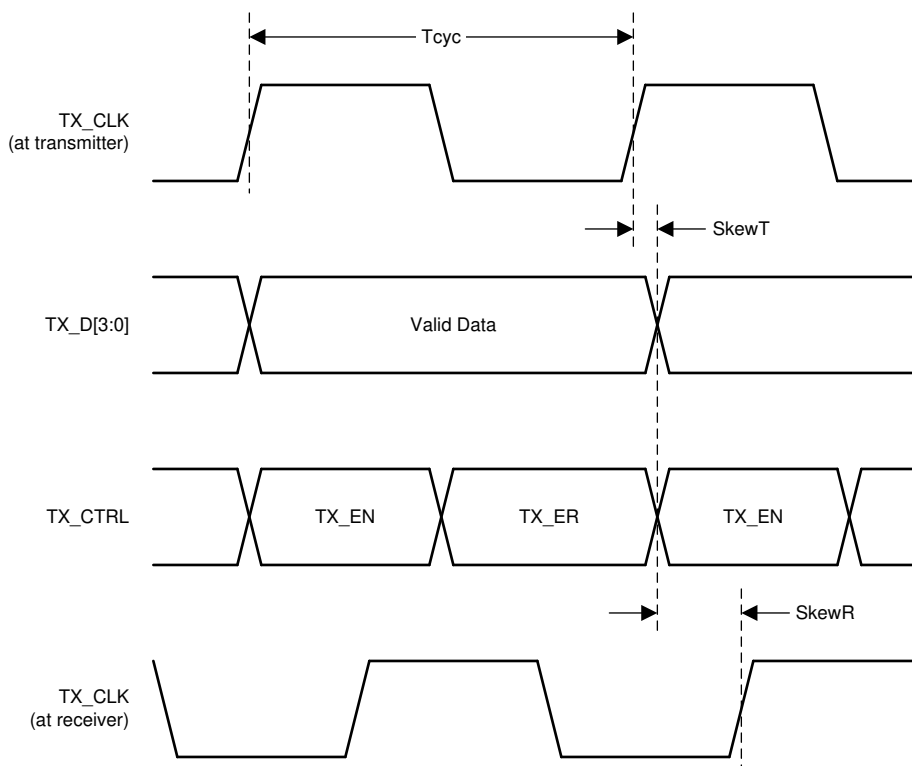 Tcyc
TX_CLK
(at transmitter)
SkewT
TX_D[3:0]
Valid Data
TX_CTRL
TX_EN
TX_ER
TX_EN
SkewR
TX_CLK
(at receiver)